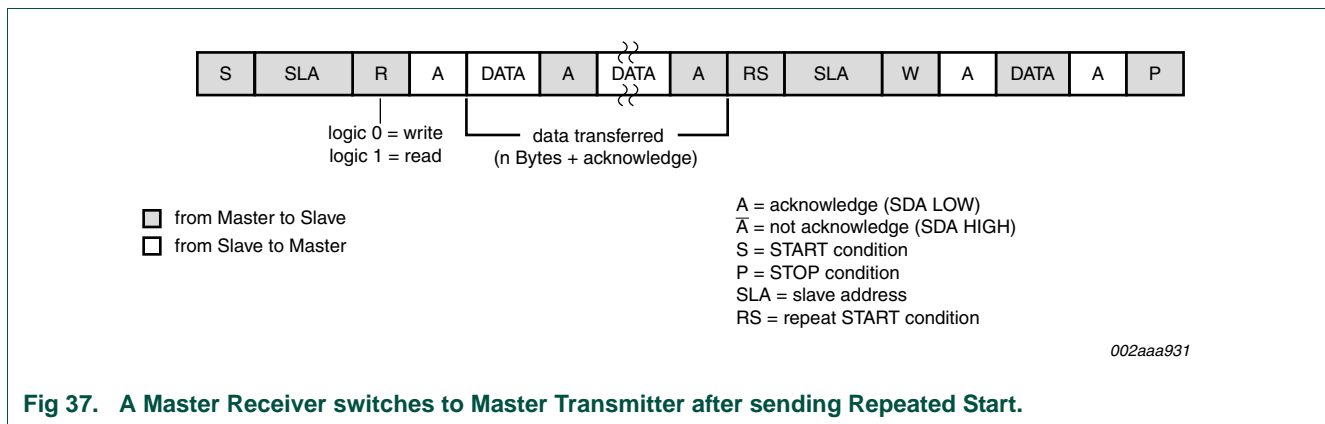 S SLA R A DATA A DATA A RS SLA W A DATA A P
logic 0 = write
logic 1 = read
data transferred
(n Bytes + acknowledge)
from Master to Slave
from Slave to Master
A = acknowledge (SDA LOW)
A̅ = not acknowledge (SDA HIGH)
S = START condition
P = STOP condition
SLA = slave address
RS = repeat START condition
002aaa931
Fig 37. A Master Receiver switches to Master Transmitter after sending Repeated Start.